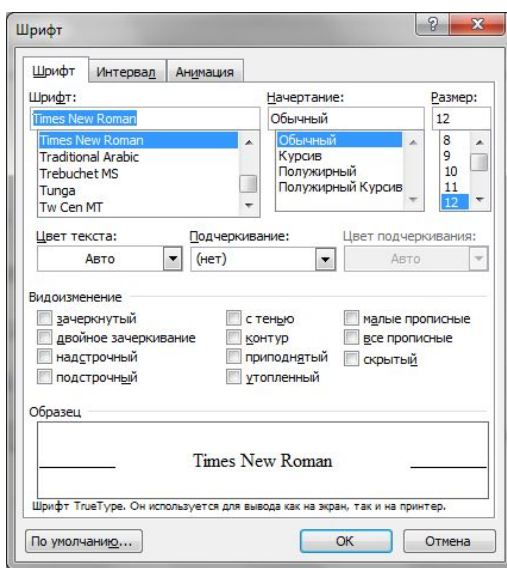 Шрифт
Шрифт Интервал Анимация
Шрифт: Начертание: Размер:
Times New Roman Обычный 12
Times New Roman Обычный 8
Traditional Arabic Курсив 9
Trebuchet MS Полужирный 10
Tunga Полужирный Курсив 11
Tw Cen MT 12
Цвет текста: Подчеркивание: Цвет подчеркивания:
Авто (нет) Авто
Видоизменение
зачеркнутый с тенью малые прописные
двойное зачеркивание контур все прописные
надстрочный приподнятый скрытый
подстрочный утопленный
Образец
Times New Roman
Шрифт TrueType. Он используется для вывода как на экран, так и на принтер.
По умолчанию... ОК Отмена